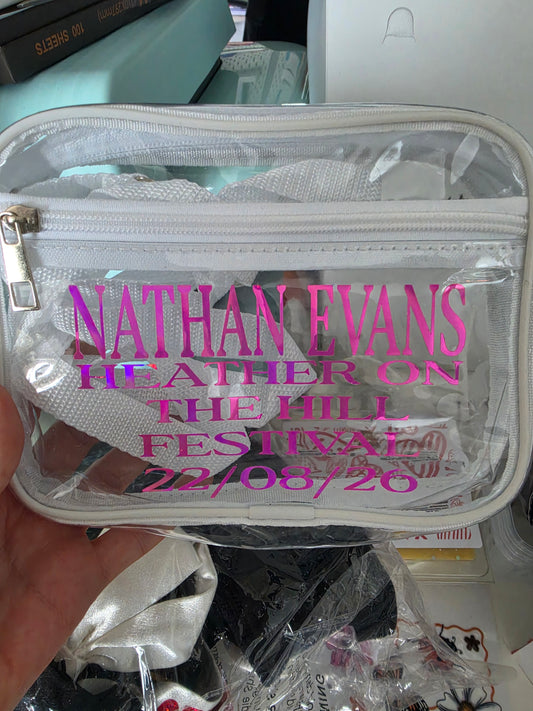 100 SHEETS
NATHAN EVANS
HEATHER ON
THE HILL
FESTIVAL
22/08/26